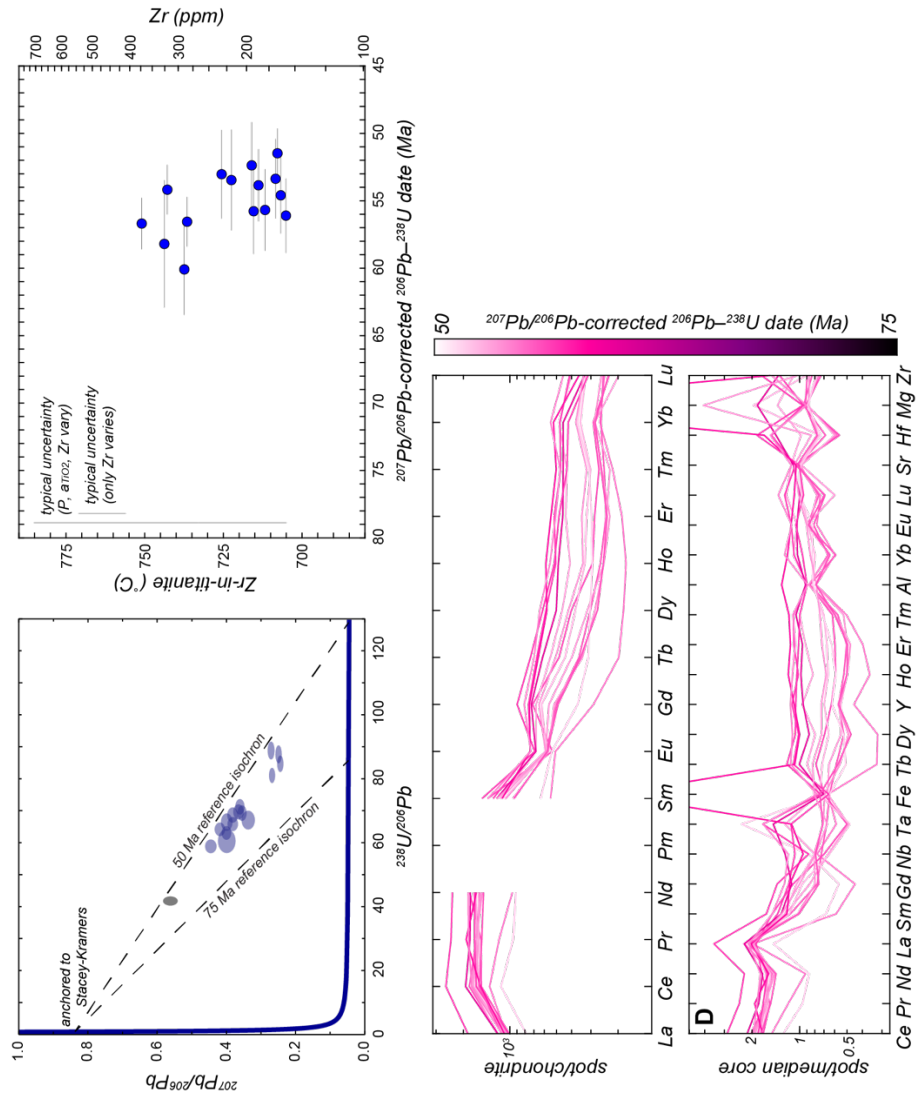 1.0
0.8
0.6
0.4
0.2
0.0
²⁰⁷Pb/²⁰⁶Pb
anchored to
Stacey-Kramers
50 Ma reference isochron
75 Ma reference isochron
0
20
40
60
80
100
120
²³⁸U/²⁰⁶Pb
typical uncertainty
(P, aTiO2, Zr vary)
typical uncertainty
(only Zr varies)
775
750
725
700
Zr-in-titanite (°C)
Zr (ppm)
700
600
500
400
300
200
100
80
75
70
65
60
55
50
45
²⁰⁷Pb/²⁰⁶Pb-corrected ²⁰⁶Pb–²³⁸U date (Ma)
10³
spot/chondrite
La Ce Pr Nd Pm Sm Eu Gd Tb Dy Ho Er Tm Yb Lu
D
2
1
0.5
spot/median core
Ce Pr Nd La Sm Gd Nb Ta Fe Tb Dy Y Ho Er Tm Al Yb Eu Lu Sr Hf Mg Zr
50
²⁰⁷Pb/²⁰⁶Pb-corrected ²⁰⁶Pb–²³⁸U date (Ma)
75